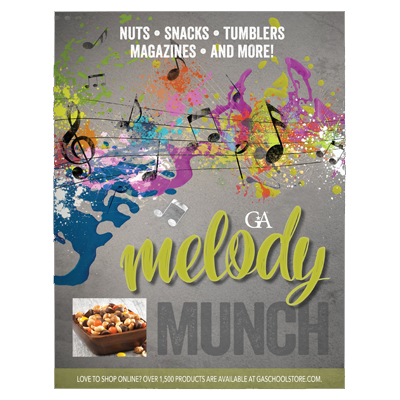 NUTS • SNACKS • TUMBLERS
MAGAZINES • AND MORE!
GA
melody
MUNCH
LOVE TO SHOP ONLINE? OVER 1,500 PRODUCTS ARE AVAILABLE AT GASCHOOLSTORE.COM.